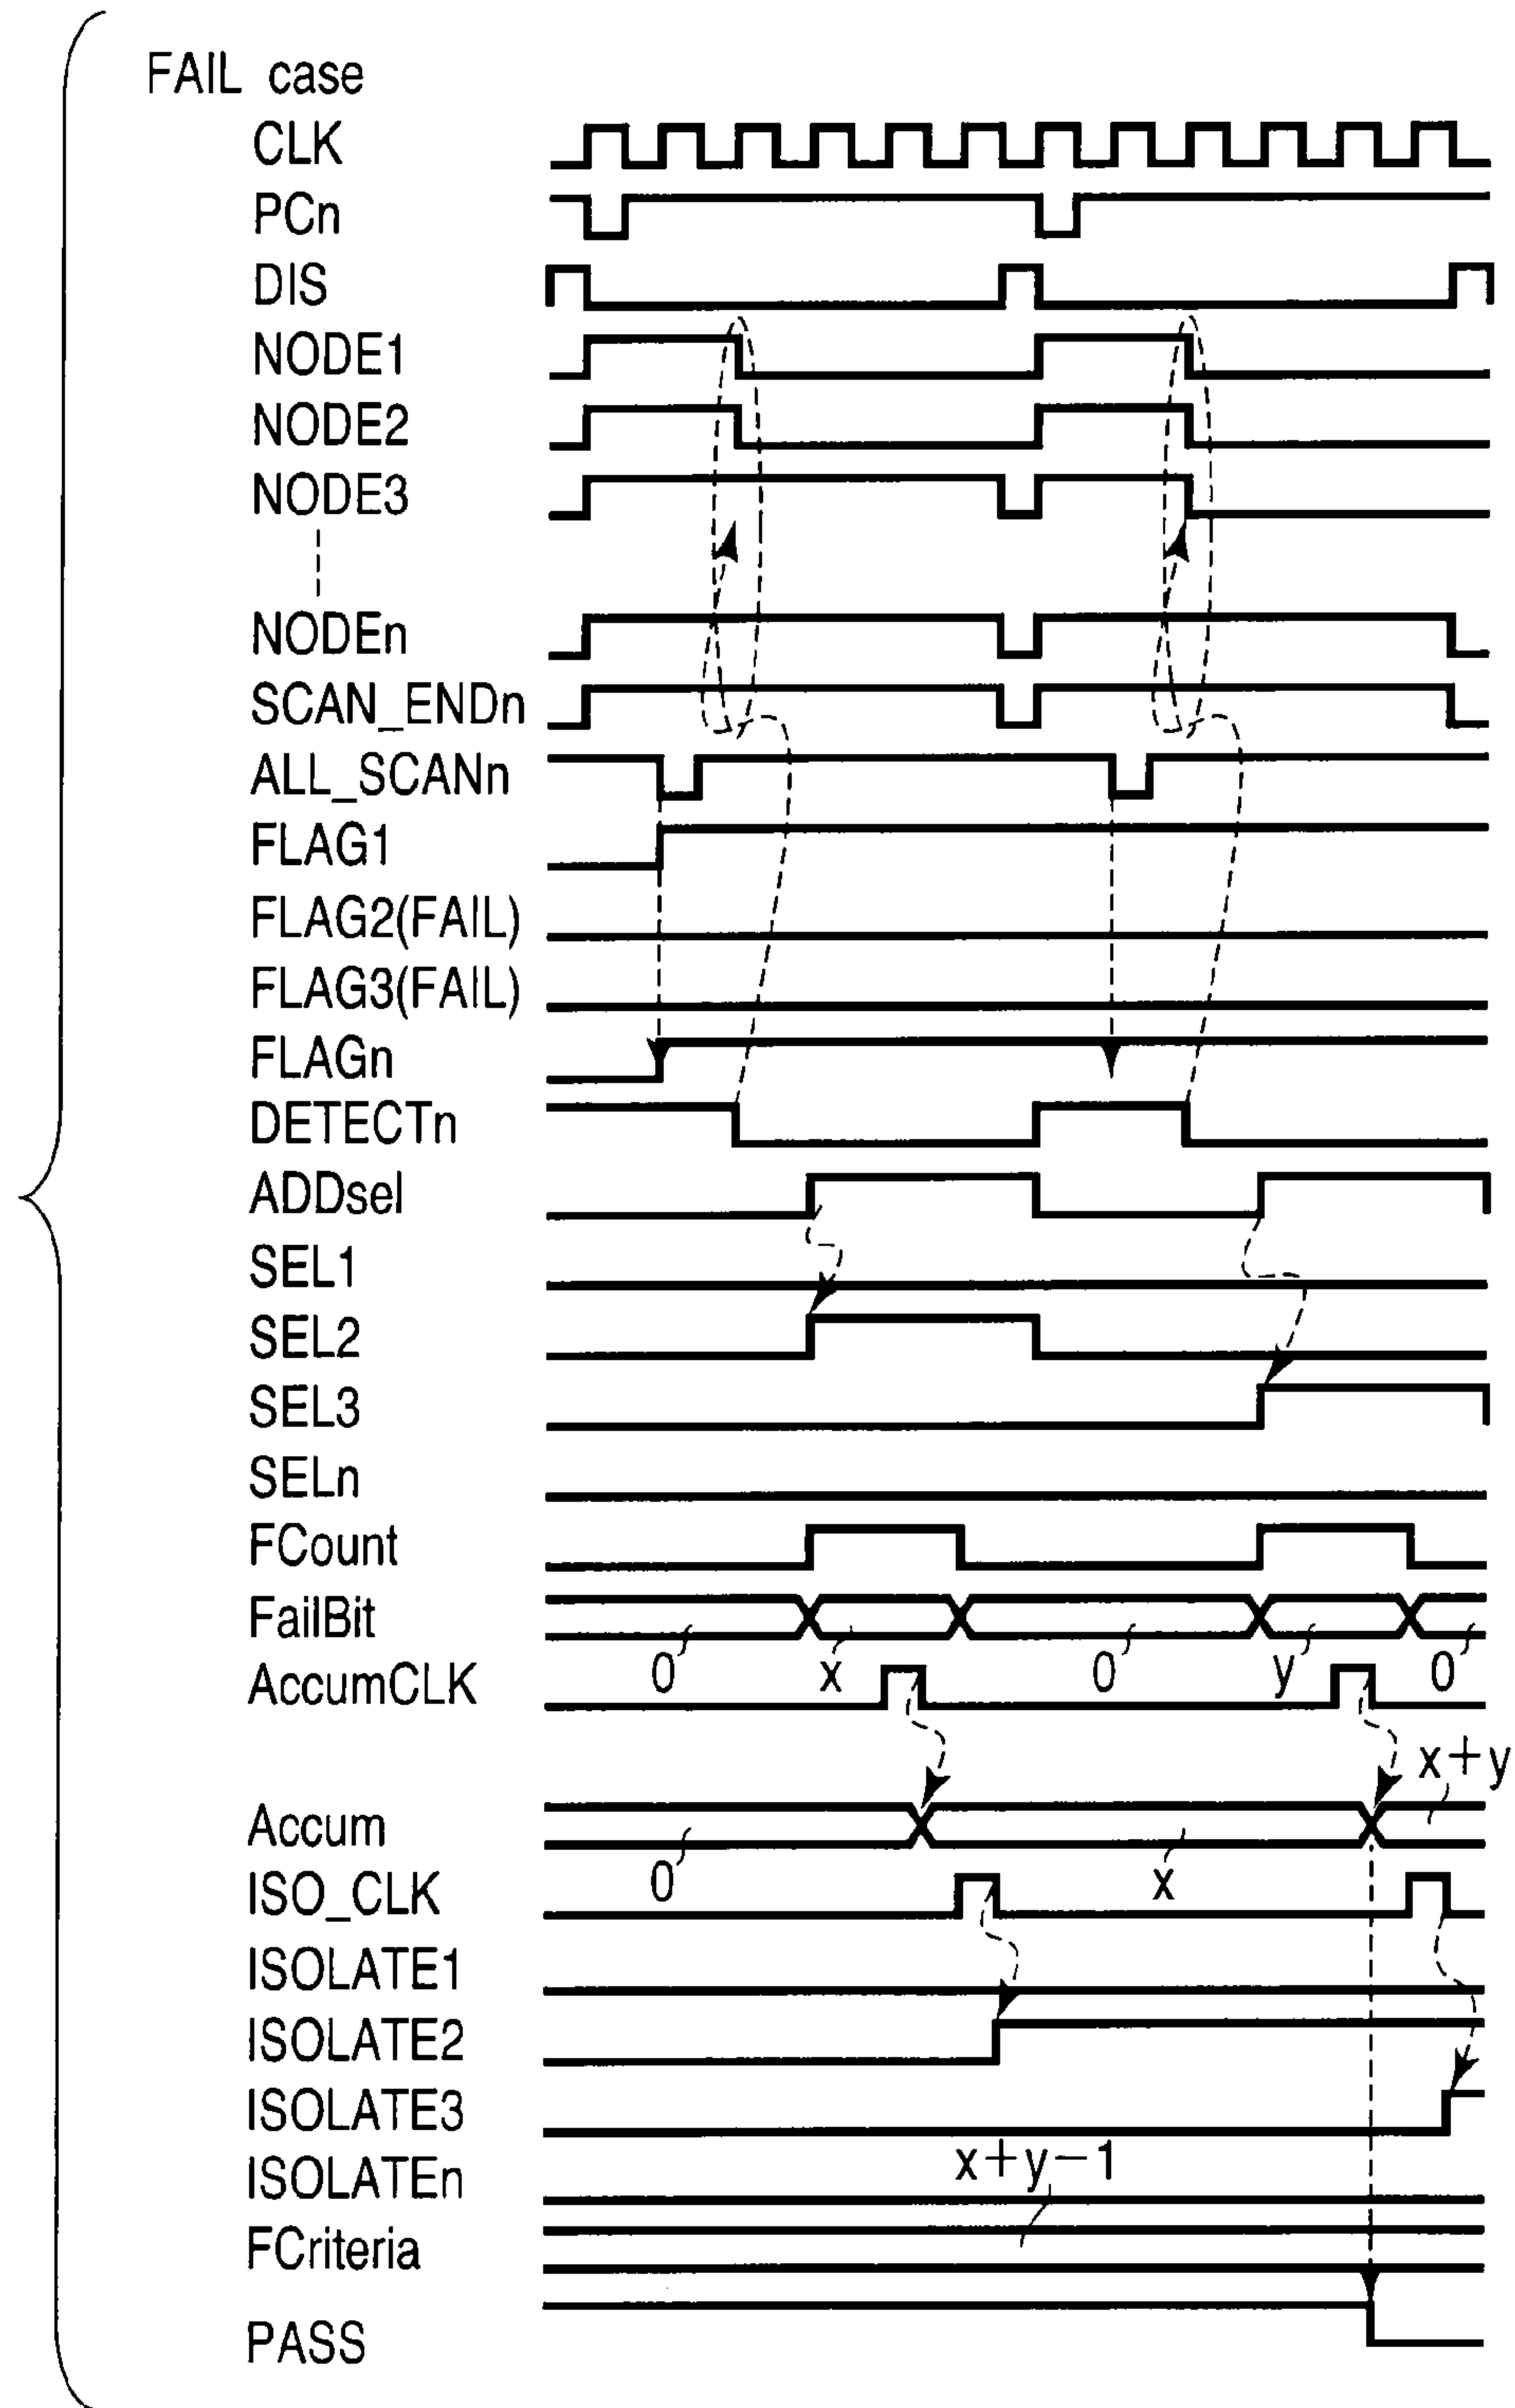 FAIL case
CLK
PCn
DIS
NODE1
NODE2
NODE3
NODEn
SCAN_ENDn
ALL_SCANn
FLAG1
FLAG2(FAIL)
FLAG3(FAIL)
FLAGn
DETECTn
ADDsel
SEL1
SEL2
SEL3
SELn
FCount
FailBit
0 x 0 y 0
AccumCLK
x+y
Accum
0 x
ISO_CLK
ISOLATE1
ISOLATE2
ISOLATE3
x+y-1
ISOLATEn
FCriteria
PASS